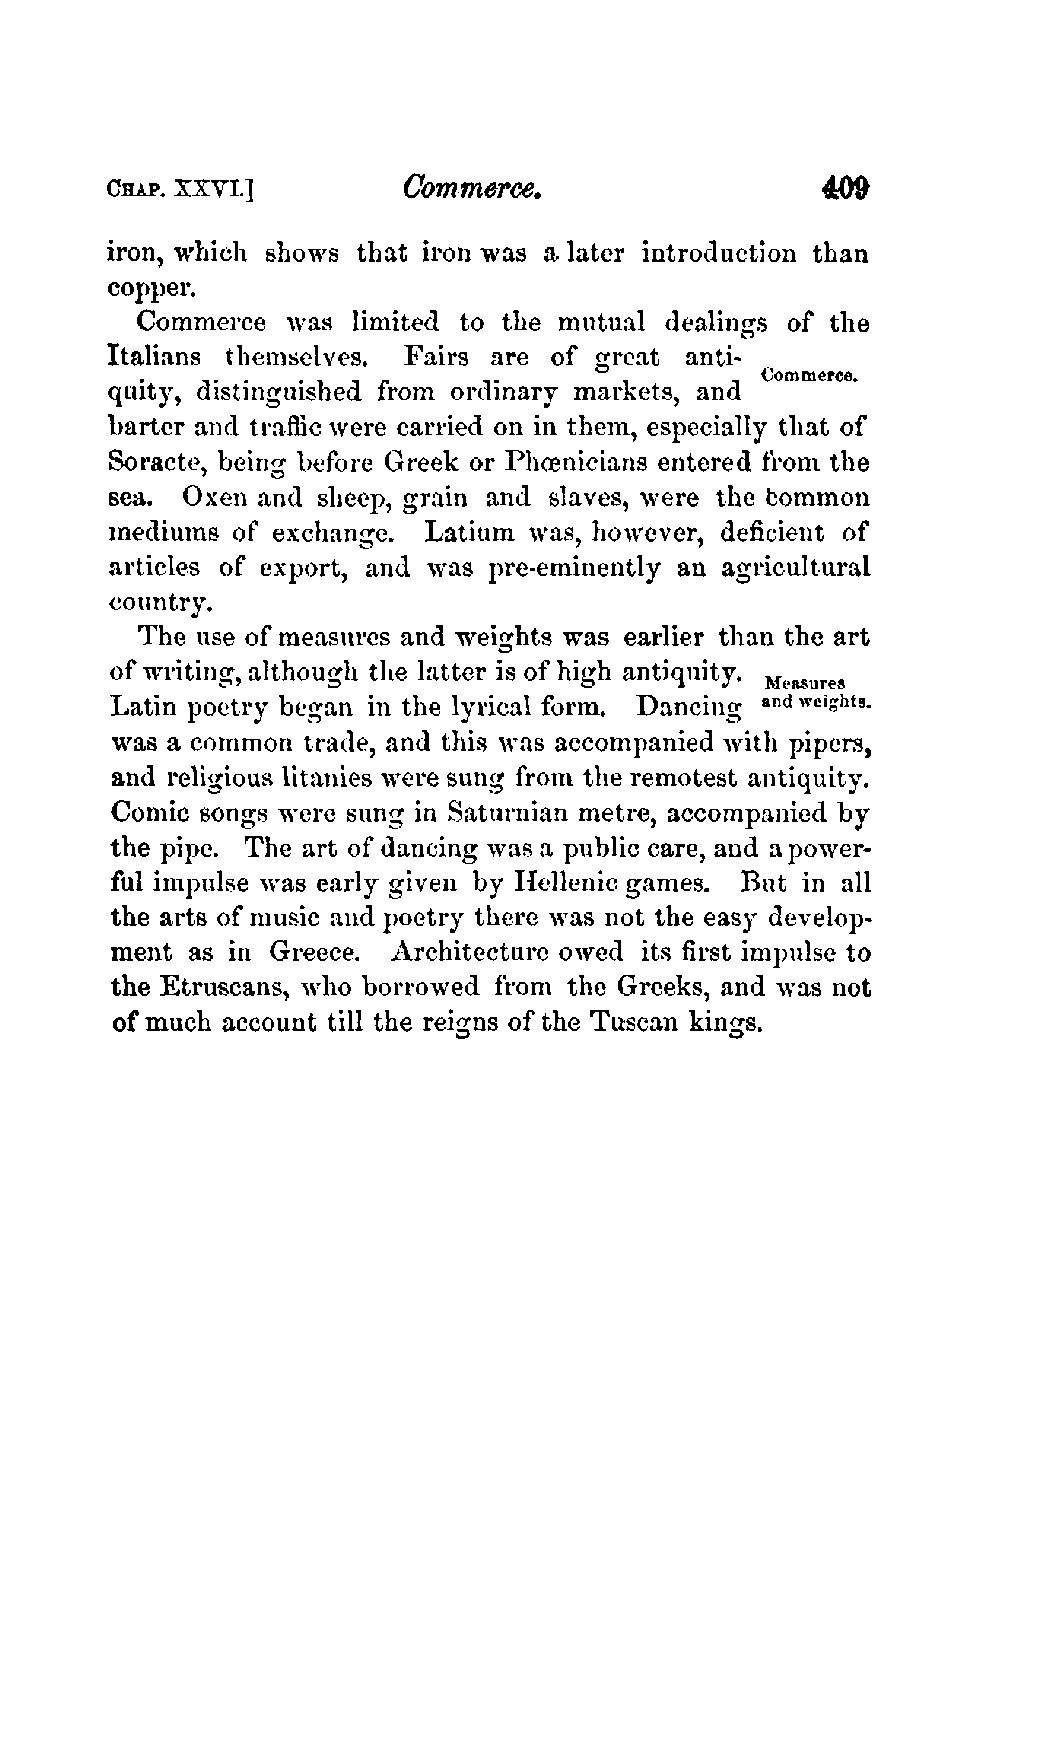 CHAP. XXVI.] Commerce. 409
iron, which shows that iron was a later introduction than
copper.
Commerce was limited to the mutual dealings of the
Italians themselves. Fairs are of great anti-
Commerce.
quity, distinguished from ordinary markets, and
barter and traffic were carried on in them, especially that of
Soracte, being before Greek or Phœnicians entered from the
sea. Oxen and sheep, grain and slaves, were the common
mediums of exchange. Latium was, however, deficient of
articles of export, and was pre-eminently an agricultural
country.
The use of measures and weights was earlier than the art
of writing, although the latter is of high antiquity.
Measures
and weights.
Latin poetry began in the lyrical form. Dancing
was a common trade, and this was accompanied with pipers,
and religious litanies were sung from the remotest antiquity.
Comic songs were sung in Saturnian metre, accompanied by
the pipe. The art of dancing was a public care, and a power-
ful impulse was early given by Hellenic games. But in all
the arts of music and poetry there was not the easy develop-
ment as in Greece. Architecture owed its first impulse to
the Etruscans, who borrowed from the Greeks, and was not
of much account till the reigns of the Tuscan kings.